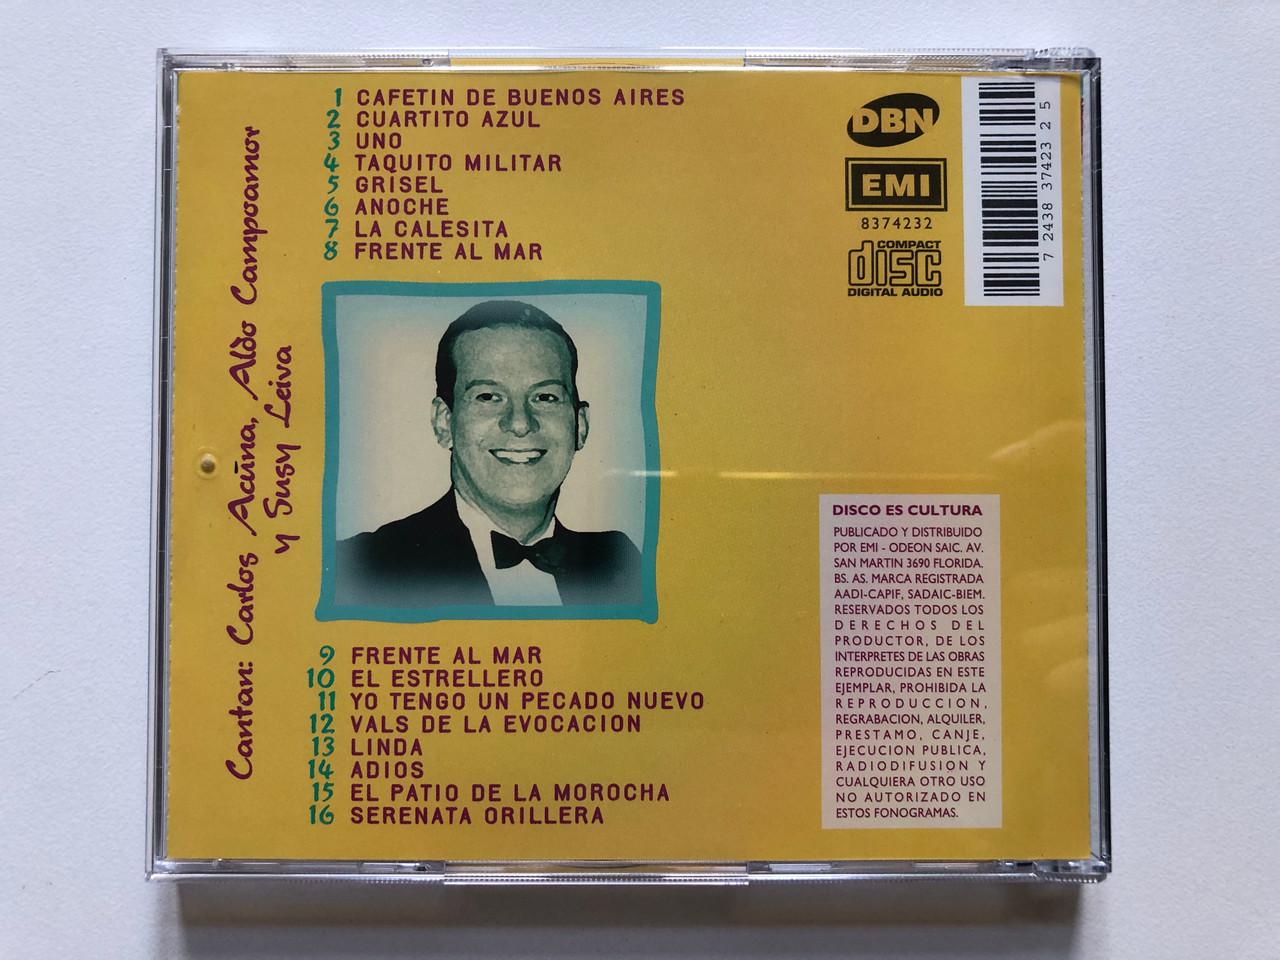 1 CAFETIN DE BUENOS AIRES
2 CUARTITO AZUL
3 UNO
4 TAQUITO MILITAR
5 GRISEL
6 ANOCHE
7 LA CALESITA
8 FRENTE AL MAR
Cantan: Carlos Acuña, Aldo Campoamor
y Susy Leiva
9 FRENTE AL MAR
10 EL ESTRELLERO
11 YO TENGO UN PECADO NUEVO
12 VALS DE LA EVOCACION
13 LINDA
14 ADIOS
15 EL PATIO DE LA MOROCHA
16 SERENATA ORILLERA
DBN
EMI
8374232
COMPACT
disc
DIGITAL AUDIO
7 2438 37423 2 5
DISCO ES CULTURA
PUBLICADO Y DISTRIBUIDO
POR EMI - ODEON SAIC. AV.
SAN MARTIN 3690 FLORIDA.
BS. AS. MARCA REGISTRADA
AADI-CAPIF, SADAIC-BIEM.
RESERVADOS TODOS LOS
DERECHOS DEL
PRODUCTOR, DE LOS
INTERPRETES DE LAS OBRAS
REPRODUCIDAS EN ESTE
EJEMPLAR, PROHIBIDA LA
REPRODUCCION,
REGRABACION, ALQUILER,
PRESTAMO, CANJE,
EJECUCION PUBLICA,
RADIODIFUSION Y
CUALQUIERA OTRO USO
NO AUTORIZADO EN
ESTOS FONOGRAMAS.